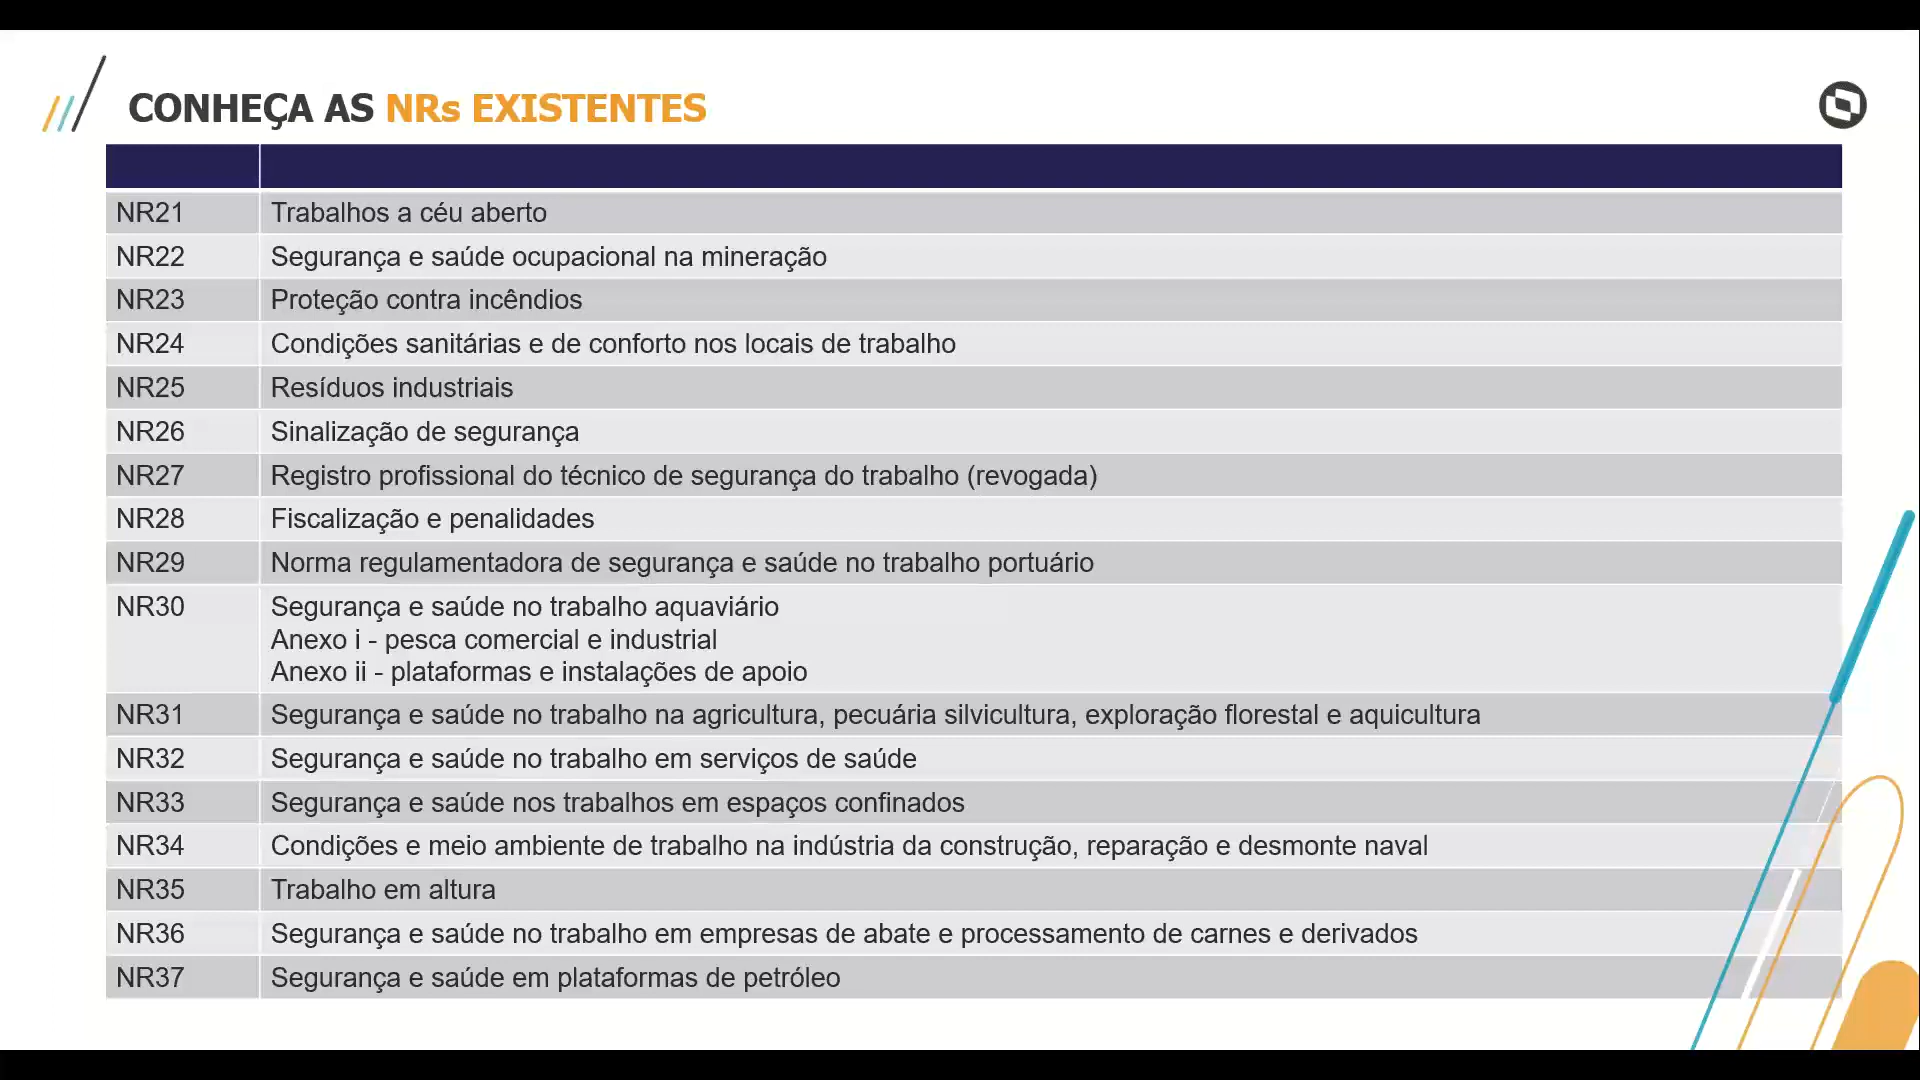 CONHEÇA AS NRs EXISTENTES
NR21 Trabalhos a céu aberto
NR22 Segurança e saúde ocupacional na mineração
NR23 Proteção contra incêndios
NR24 Condições sanitárias e de conforto nos locais de trabalho
NR25 Resíduos industriais
NR26 Sinalização de segurança
NR27 Registro profissional do técnico de segurança do trabalho (revogada)
NR28 Fiscalização e penalidades
NR29 Norma regulamentadora de segurança e saúde no trabalho portuário
NR30 Segurança e saúde no trabalho aquaviário
Anexo i - pesca comercial e industrial
Anexo ii - plataformas e instalações de apoio
NR31 Segurança e saúde no trabalho na agricultura, pecuária silvicultura, exploração florestal e aquicultura
NR32 Segurança e saúde no trabalho em serviços de saúde
NR33 Segurança e saúde nos trabalhos em espaços confinados
NR34 Condições e meio ambiente de trabalho na indústria da construção, reparação e desmonte naval
NR35 Trabalho em altura
NR36 Segurança e saúde no trabalho em empresas de abate e processamento de carnes e derivados
NR37 Segurança e saúde em plataformas de petróleo